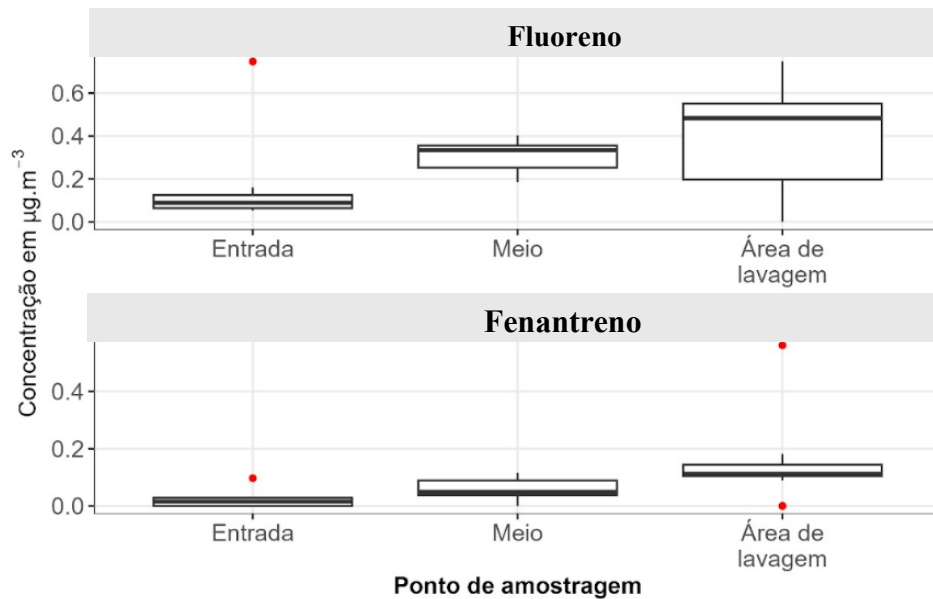 Fluoreno
Concentração em µg.m⁻³
0.6
0.4
0.2
0.0
Entrada Meio Área de
lavagem
Fenantreno
0.4
0.2
0.0
Entrada Meio Área de
lavagem
Ponto de amostragem